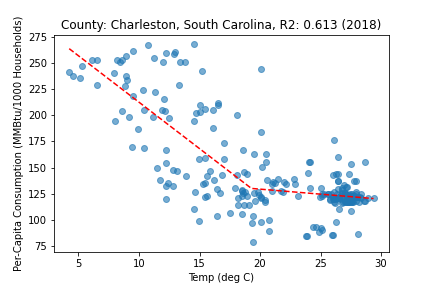 County: Charleston, South Carolina, R2: 0.613 (2018)
Per-Capita Consumption (MMBtu/1000 Households)
275
250
225
200
175
150
125
100
75
5 10 15 20 25 30
Temp (deg C)